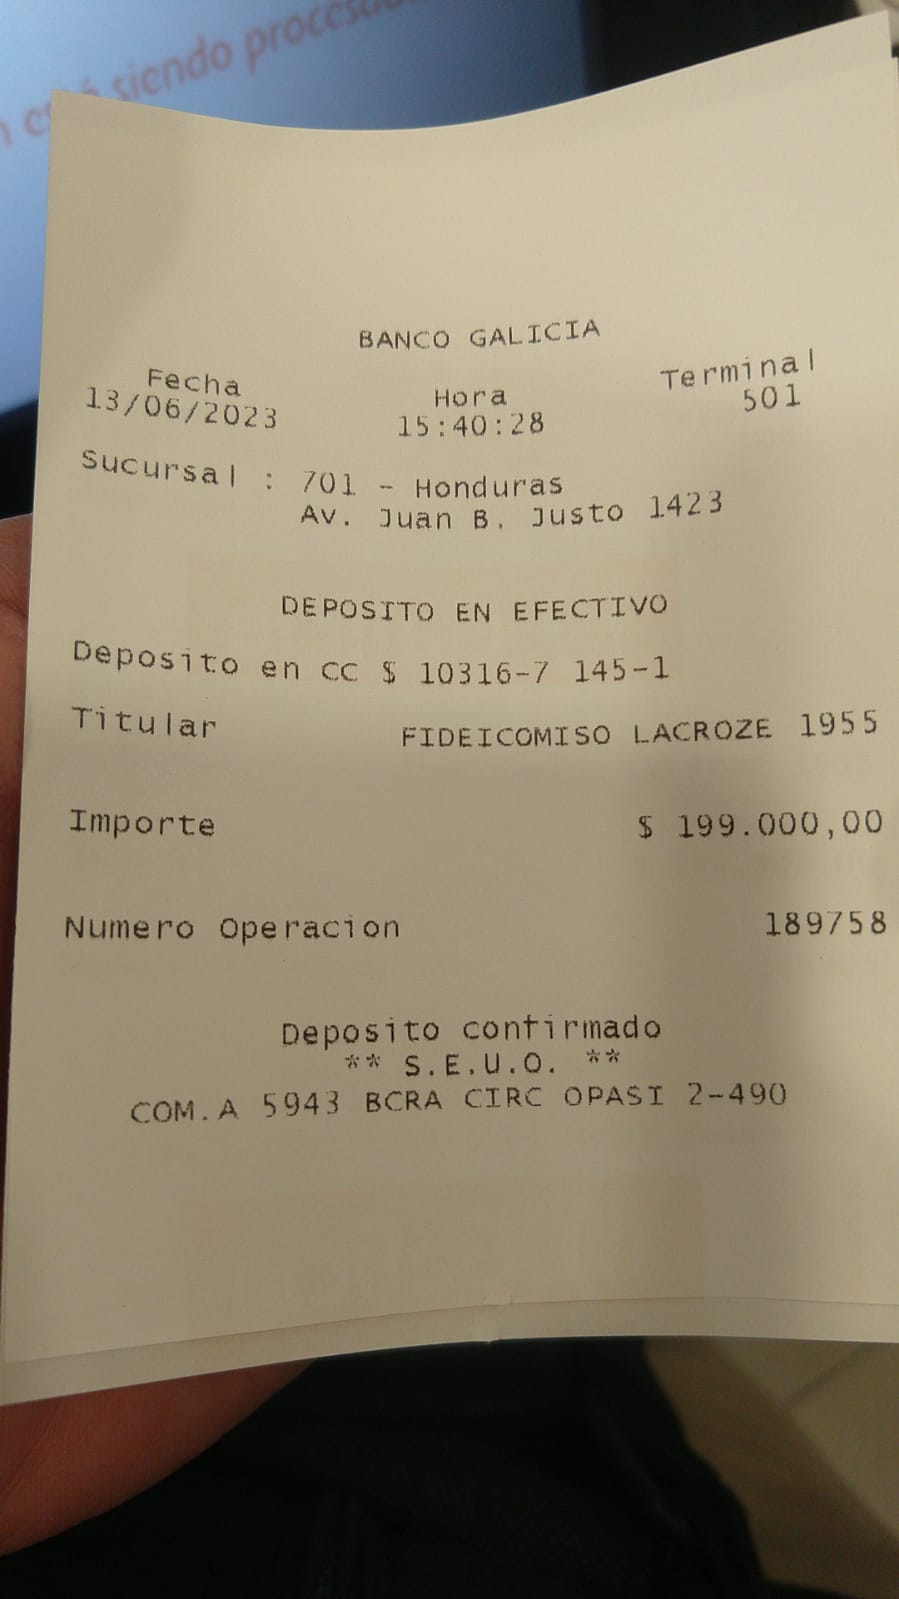 está siendo procesada
BANCO GALICIA
Fecha Hora Terminal
13/06/2023 15:40:28 501
Sucursal : 701 - Honduras
Av. Juan B. Justo 1423
DEPOSITO EN EFECTIVO
Deposito en CC $ 10316-7 145-1
Titular FIDEICOMISO LACROZE 1955
Importe $ 199.000,00
Numero Operacion 189758
Deposito confirmado
** S.E.U.O. **
COM.A 5943 BCRA CIRC OPASI 2-490